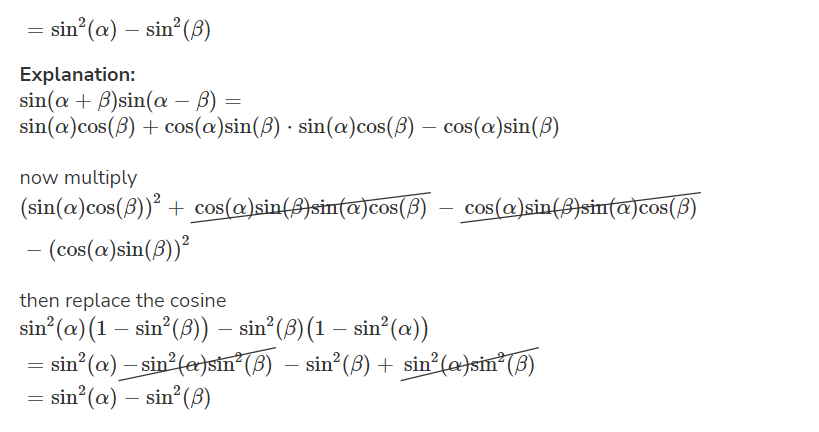 = sin²(α) − sin²(β)
Explanation:
sin(α + β)sin(α − β) =
sin(α)cos(β) + cos(α)sin(β) · sin(α)cos(β) − cos(α)sin(β)
now multiply
(sin(α)cos(β))² + cos(α)sin(β)sin(α)cos(β) − cos(α)sin(β)sin(α)cos(β)
− (cos(α)sin(β))²
then replace the cosine
sin²(α)(1 − sin²(β)) − sin²(β)(1 − sin²(α))
= sin²(α) − sin²(α)sin²(β) − sin²(β) + sin²(α)sin²(β)
= sin²(α) − sin²(β)